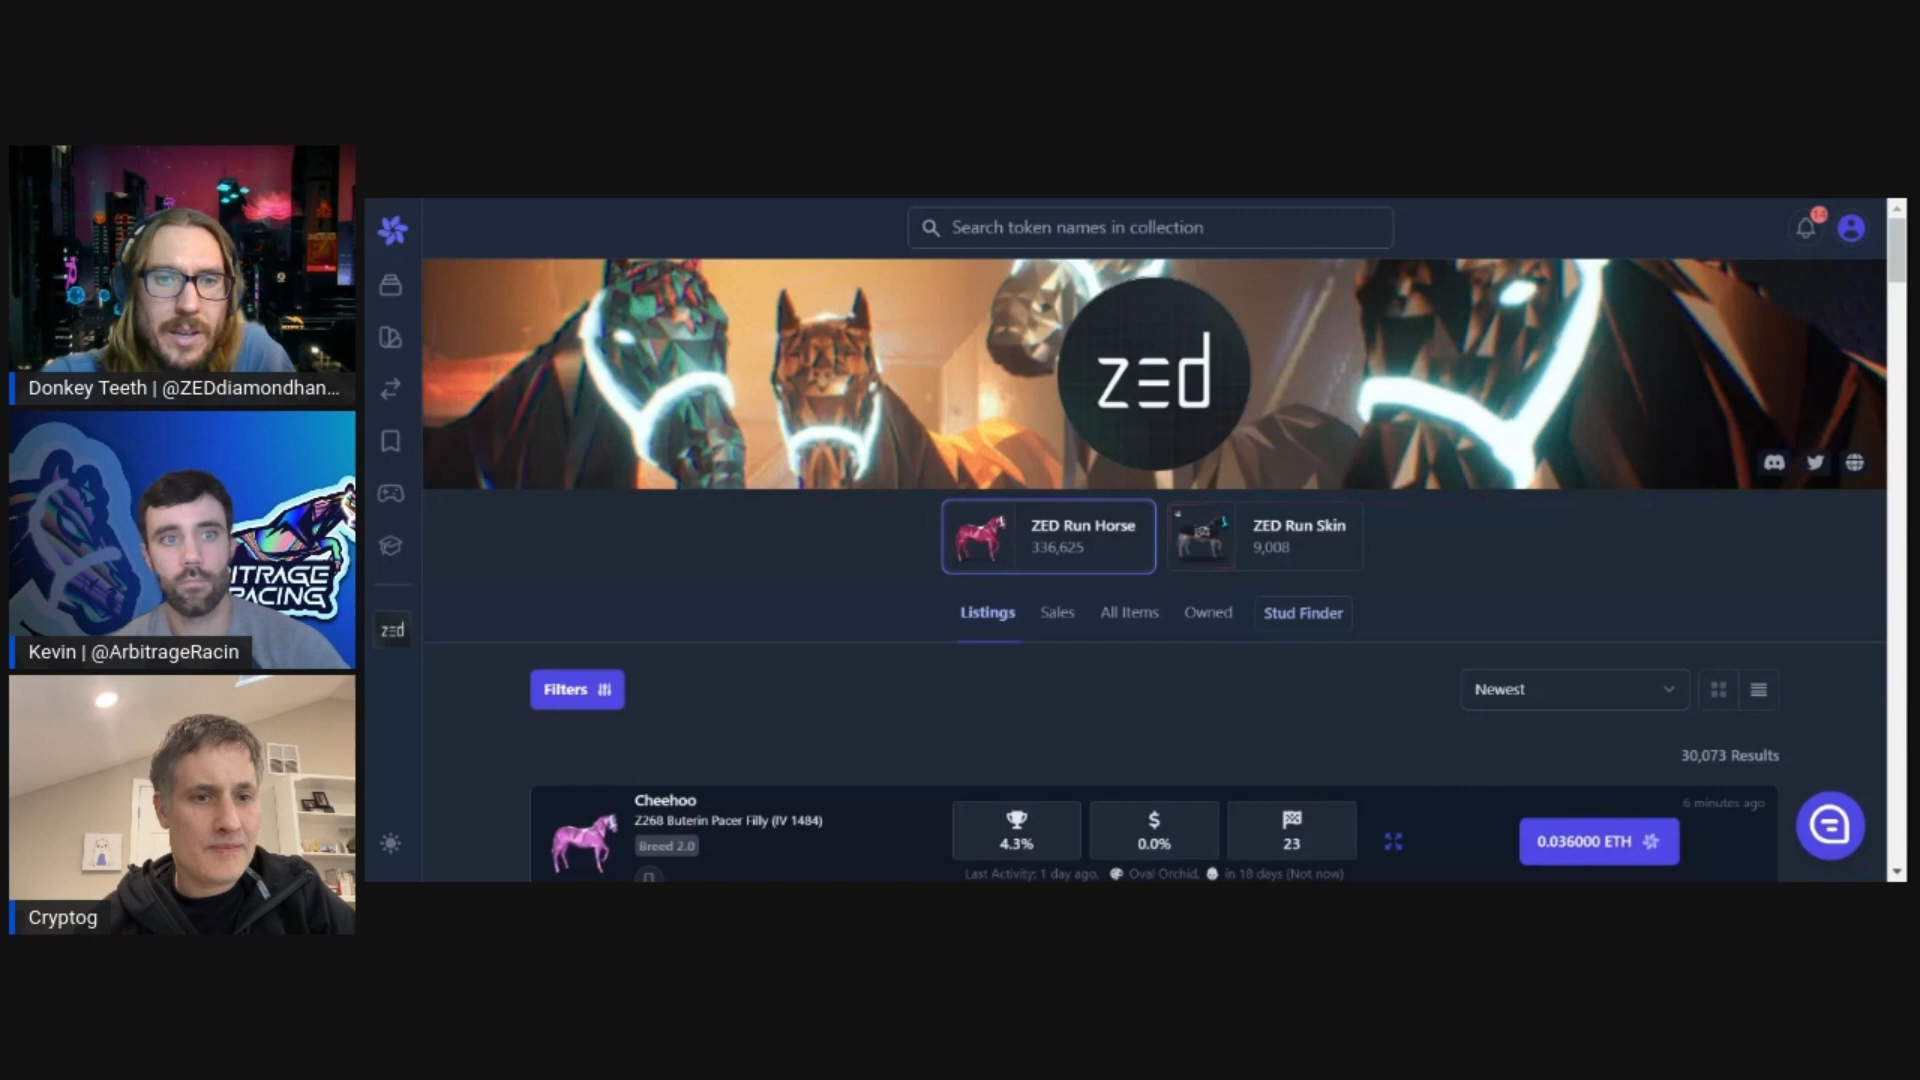 Donkey Teeth | @ZEDdiamondhan...
ITRAGE
RACING
Kevin | @ArbitrageRacin
Cryptog
Search token names in collection
14
zed
ZED Run Horse
336,625
ZED Run Skin
9,008
Listings
Sales
All Items
Owned
Stud Finder
zed
Filters
Newest
30,073 Results
Cheehoo
Z268 Buterin Pacer Filly (IV 1484)
Breed 2.0
4.3%
$
0.0%
23
6 minutes ago
0.036000 ETH
Last Activity: 1 day ago, Oval Orchid, in 18 days (Not now)